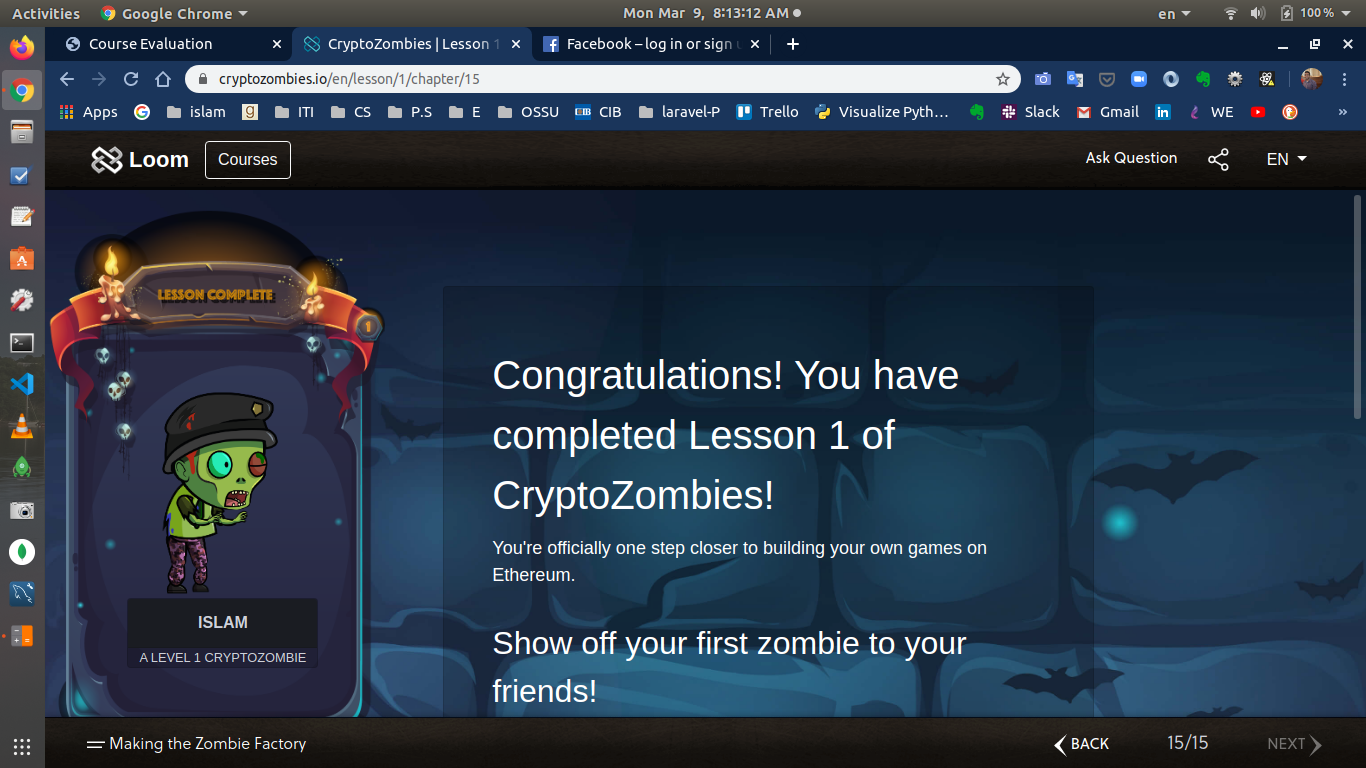 Activities Google Chrome Mon Mar 9, 8:13:12 AM en 100%
Course Evaluation CryptoZombies | Lesson 1 Facebook – log in or sign u
cryptozombies.io/en/lesson/1/chapter/15
Apps islam g ITI CS P.S E OSSU CIB CIB laravel-P Trello Visualize Pyth… Slack Gmail in WE »
Loom Courses Ask Question EN
LESSON COMPLETE
1
Congratulations! You have
completed Lesson 1 of
CryptoZombies!
You're officially one step closer to building your own games on
Ethereum.
ISLAM
A LEVEL 1 CRYPTOZOMBIE
Show off your first zombie to your
friends!
Making the Zombie Factory BACK 15/15 NEXT